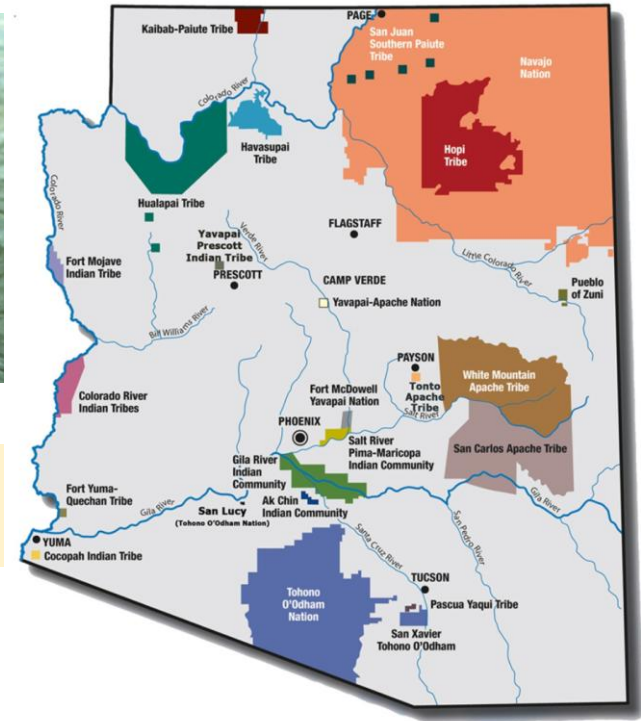 PAGE
Kaibab-Paiute Tribe
San Juan
Southern Paiute
Tribe
Navajo
Nation
Colorado River
Havasupai
Tribe
Hopi
Tribe
Hualapai Tribe
Colorado River
Yavapai
Prescott
Indian Tribe
PRESCOTT
Verde River
FLAGSTAFF
Little Colorado River
Fort Mojave
Indian Tribe
CAMP VERDE
Yavapai-Apache Nation
Pueblo
of Zuni
Bill Williams River
PAYSON
Tonto
Apache
Tribe
White Mountain
Apache Tribe
Colorado River
Indian Tribes
Fort McDowell
Yavapai Nation
Salt River
PHOENIX
Salt River
Pima-Maricopa
Indian Community
San Carlos Apache Tribe
Gila River
Indian
Community
Fort Yuma-
Quechan Tribe
Gila River
San Lucy
(Tohono O'Odham Nation)
Ak Chin
Indian Community
Gila River
YUMA
Cocopah Indian Tribe
Santa Cruz River
San Pedro River
TUCSON
Tohono
O'Odham
Nation
Pascua Yaqui Tribe
San Xavier
Tohono O'Odham